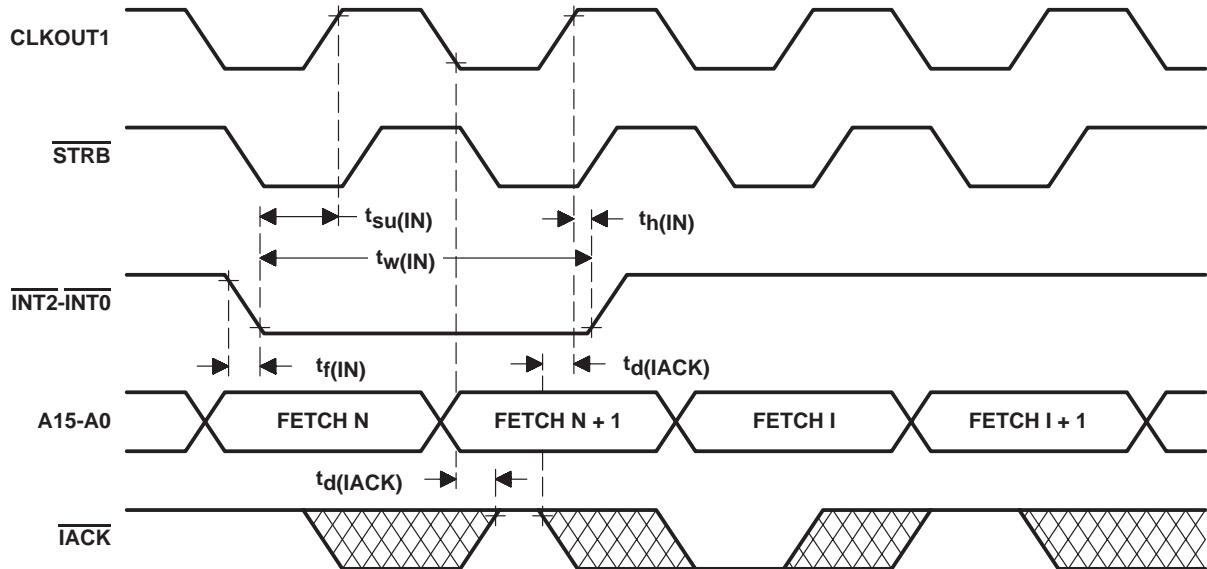 CLKOUT1
STRB
tsu(IN)
th(IN)
tw(IN)
INT2-INT0
tf(IN)
td(IACK)
A15-A0
FETCH N
FETCH N + 1
FETCH I
FETCH I + 1
td(IACK)
IACK